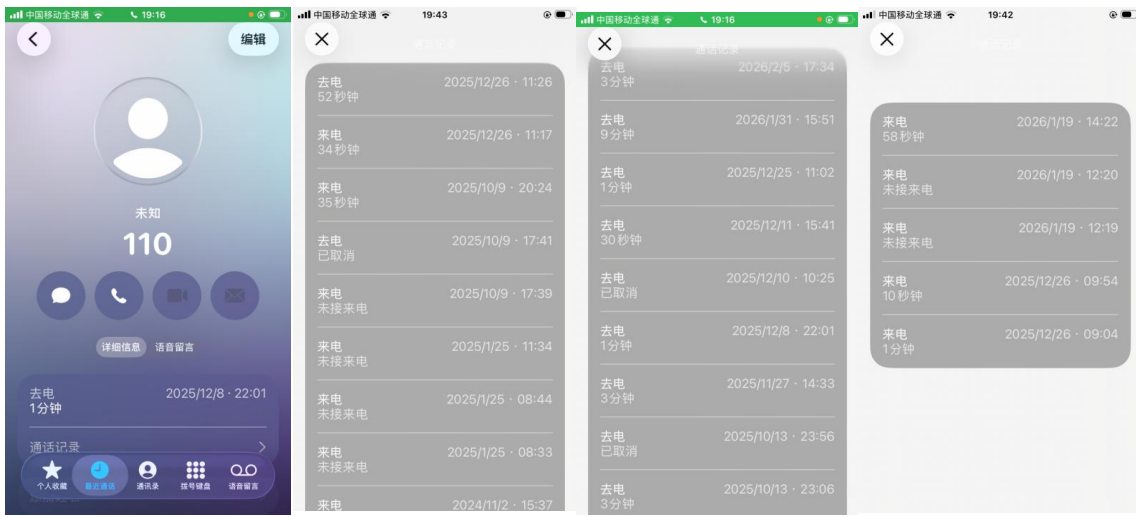 中国移动全球通 19:16
编辑
未知
110
详细信息 语音留言
去电 2025/12/8 · 22:01
1分钟
通话记录
个人收藏 最近通话 通讯录 拨号键盘 语音留言
中国移动全球通 19:43
去电 2025/12/26 · 11:26
52秒钟
来电 2025/12/26 · 11:17
34秒钟
来电 2025/10/9 · 20:24
35秒钟
去电 2025/10/9 · 17:41
已取消
来电 2025/10/9 · 17:39
未接来电
来电 2025/1/25 · 11:34
未接来电
来电 2025/1/25 · 08:44
未接来电
来电 2025/1/25 · 08:33
未接来电
来电 2024/11/2 · 15:37
中国移动全球通 19:16
通话记录
去电 2026/2/5 · 17:34
3分钟
去电 2026/1/31 · 15:51
9分钟
去电 2025/12/25 · 11:02
1分钟
去电 2025/12/11 · 15:41
30秒钟
去电 2025/12/10 · 10:25
已取消
去电 2025/12/8 · 22:01
1分钟
去电 2025/11/27 · 14:33
3分钟
去电 2025/10/13 · 23:56
已取消
去电 2025/10/13 · 23:06
3分钟
中国移动全球通 19:42
来电 2026/1/19 · 14:22
58秒钟
来电 2026/1/19 · 12:20
未接来电
来电 2026/1/19 · 12:19
未接来电
来电 2025/12/26 · 09:54
10秒钟
来电 2025/12/26 · 09:04
1分钟